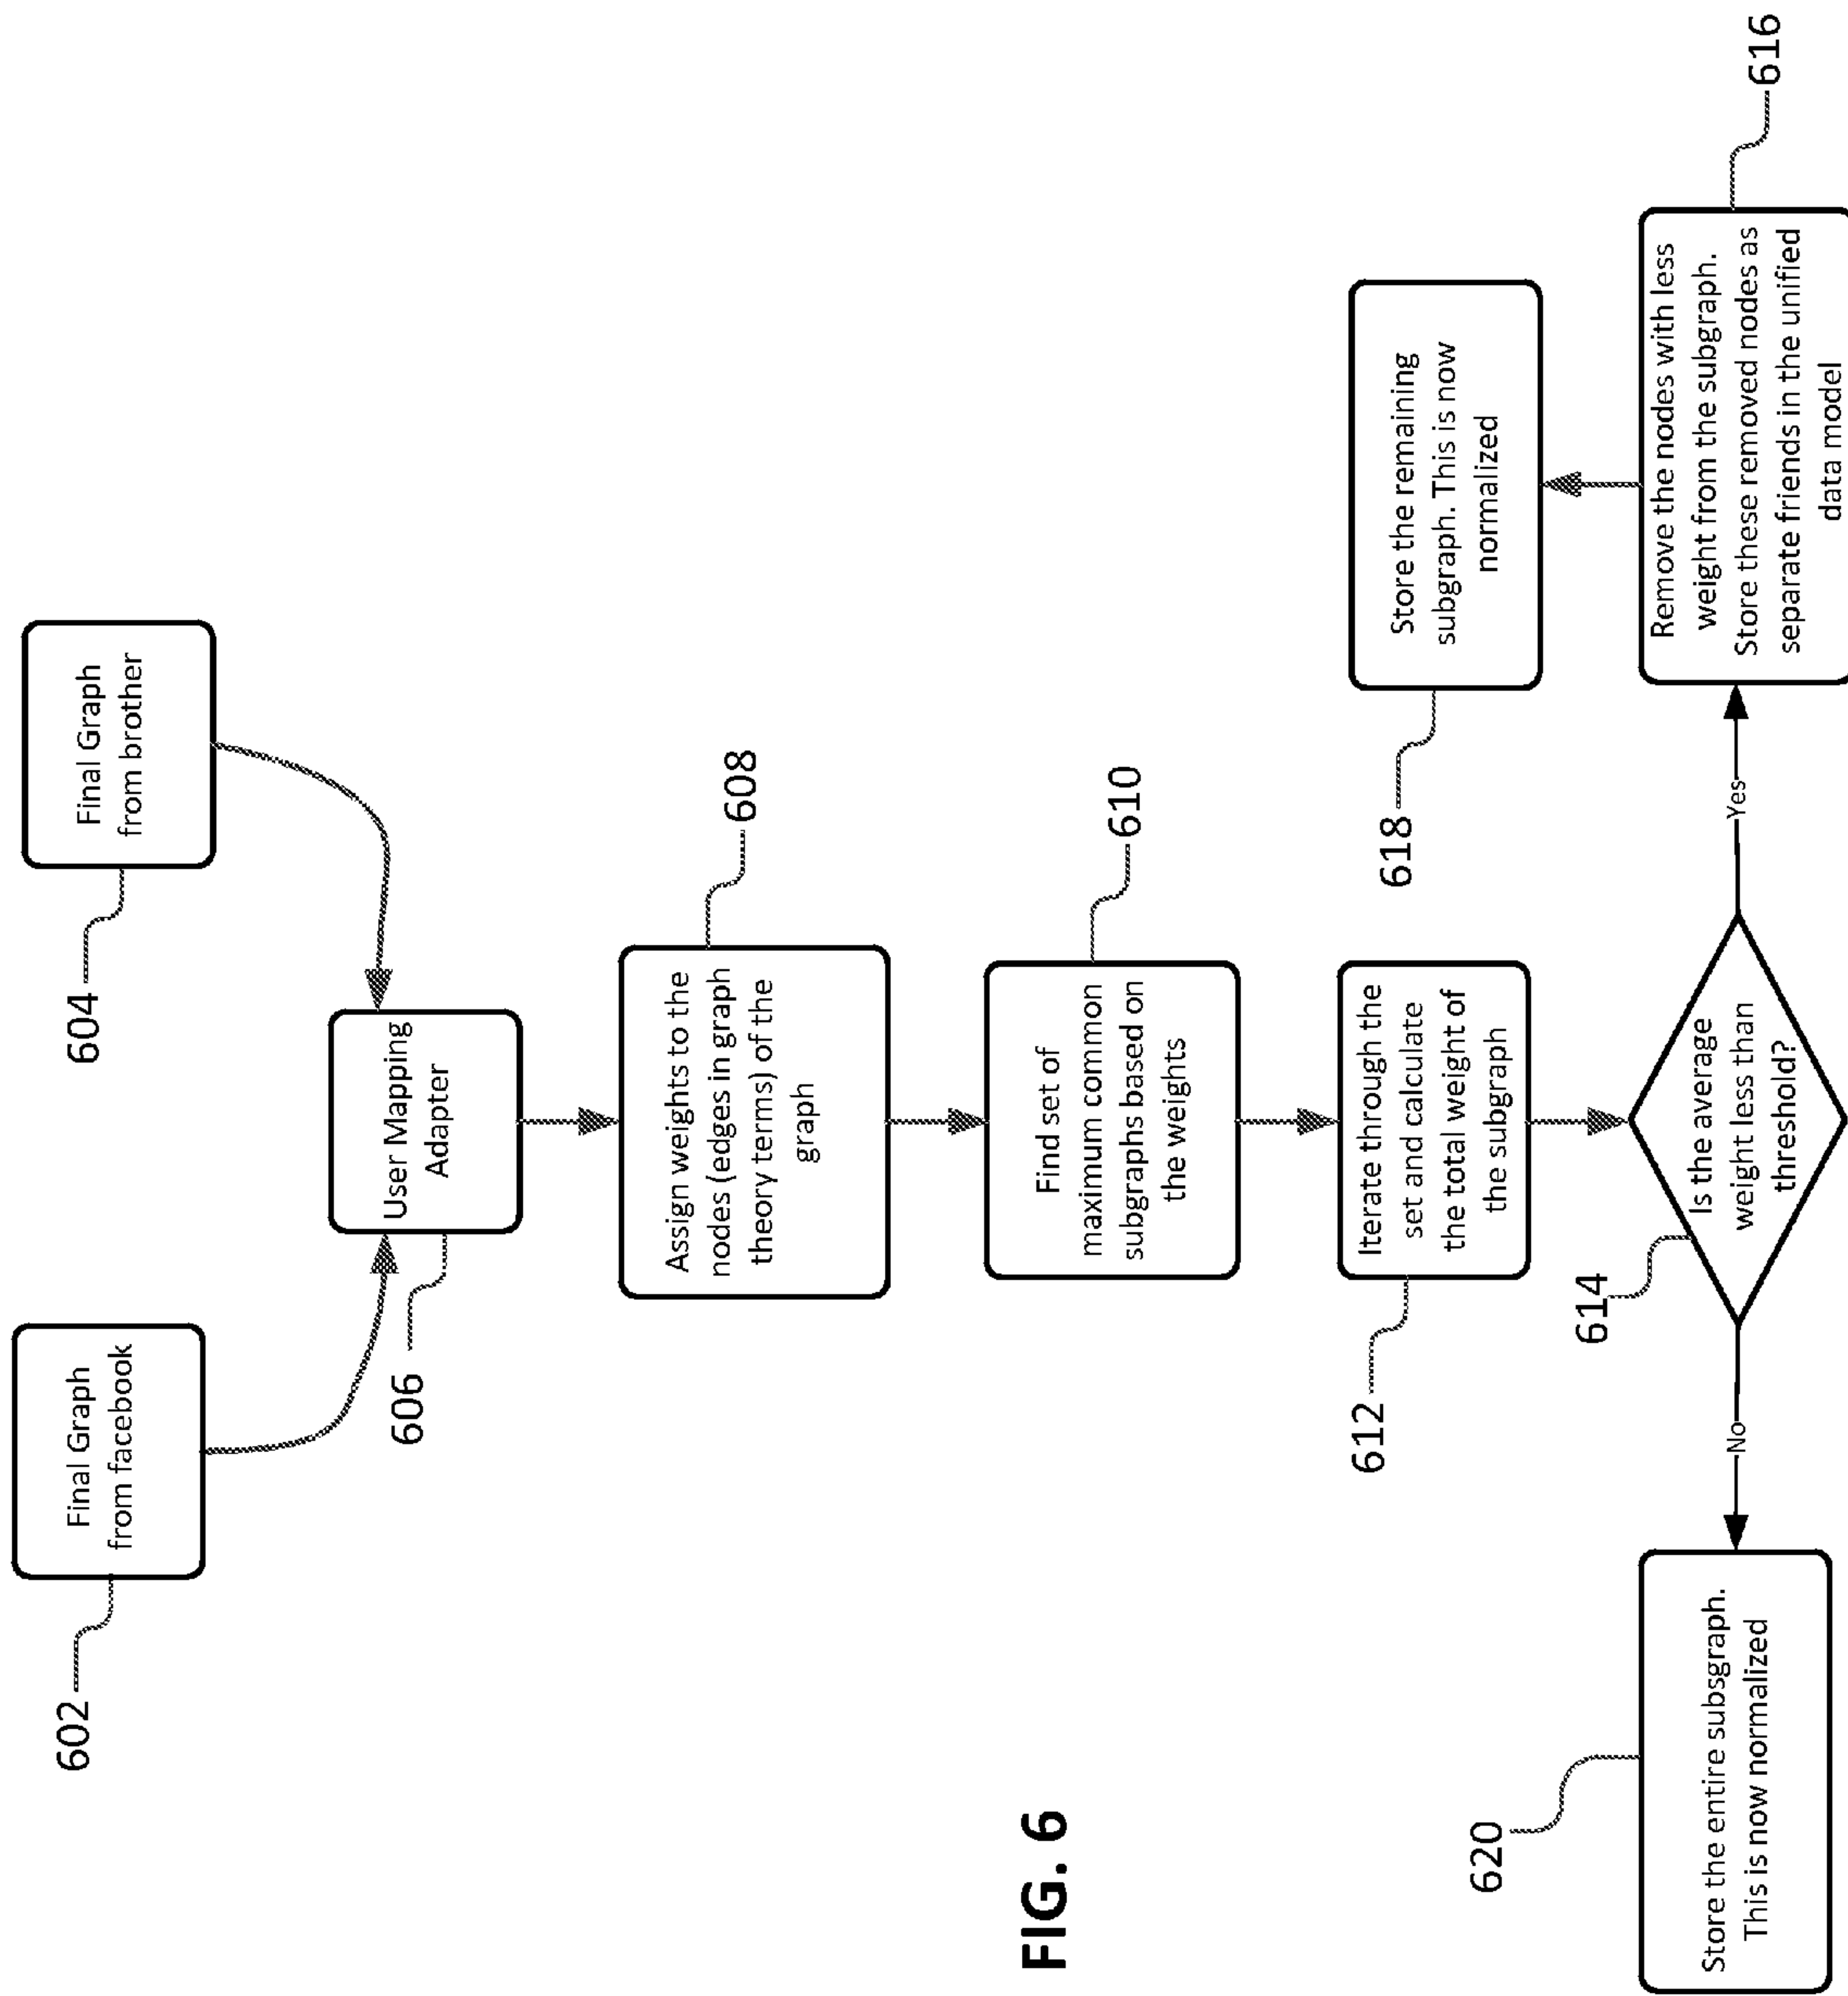 602
Final Graph
from facebook
604
Final Graph
from brother
606
User Mapping
Adapter
608
Assign weights to the
nodes (edges in graph
theory terms) of the
graph
610
Find set of
maximum common
subgraphs based on
the weights
612
Iterate through the
set and calculate
the total weight of
the subgraph
614
Is the average
weight less than
threshold?
No
Yes
620
Store the entire subsgraph.
This is now normalized
616
Remove the nodes with less
weight from the subgraph.
Store these removed nodes as
separate friends in the unified
data model
618
Store the remaining
subgraph. This is now
normalized
FIG. 6